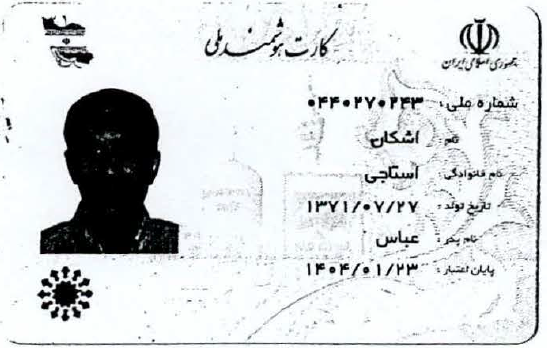 کارت هوشمند ملی
جمهوری اسلامی ایران
شماره ملی: ۰۴۴۰۲۷۰۲۴۳
نام: اشکان
نام خانوادگی: استاجی
تاریخ تولد: ۱۳۷۱/۰۷/۲۷
نام پدر: عباس
پایان اعتبار: ۱۴۰۴/۰۱/۲۳